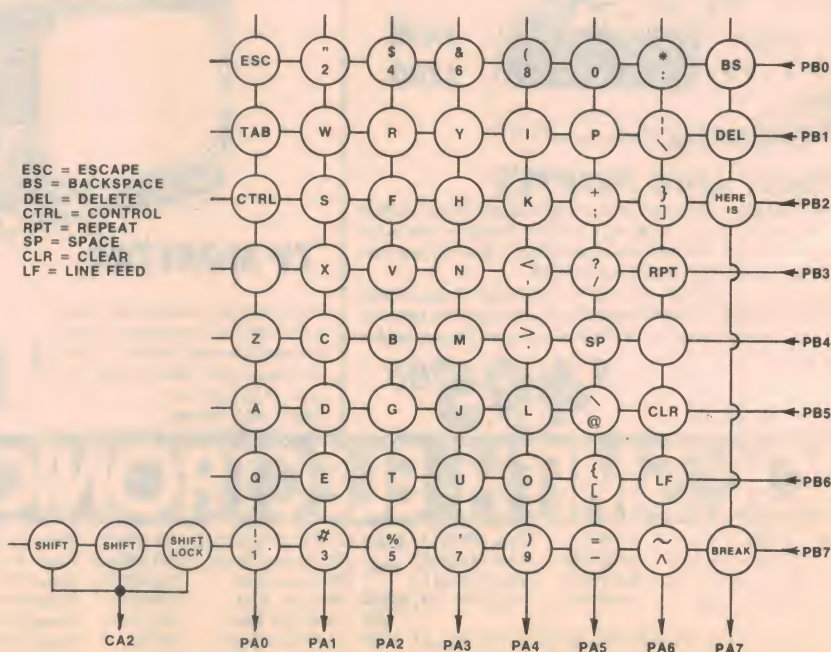 ESC " 2 $ 4 & 6 ( 8 0 * : BS PB0
TAB W R Y I P ¦ \ DEL PB1
ESC = ESCAPE
BS = BACKSPACE
DEL = DELETE
CTRL = CONTROL
RPT = REPEAT
SP = SPACE
CLR = CLEAR
LF = LINE FEED
CTRL S F H K + ; } ] HERE IS PB2
X V N < , ? / RPT PB3
Z C B M > . SP PB4
A D G J L \ @ CLR PB5
Q E T U O { [ LF PB6
SHIFT SHIFT SHIFT LOCK ! 1 # 3 % 5 ' 7 ) 9 = - ~ ^ BREAK PB7
CA2 PA0 PA1 PA2 PA3 PA4 PA5 PA6 PA7